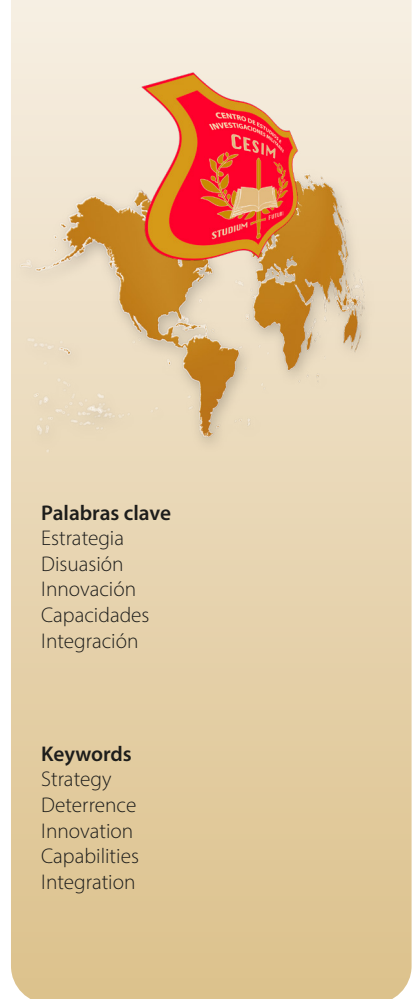 CENTRO DE ESTUDIOS E
INVESTIGACIONES MILITARES
CESIM
STUDIUM FUTURI
Palabras clave
Estrategia
Disuasión
Innovación
Capacidades
Integración
Keywords
Strategy
Deterrence
Innovation
Capabilities
Integration